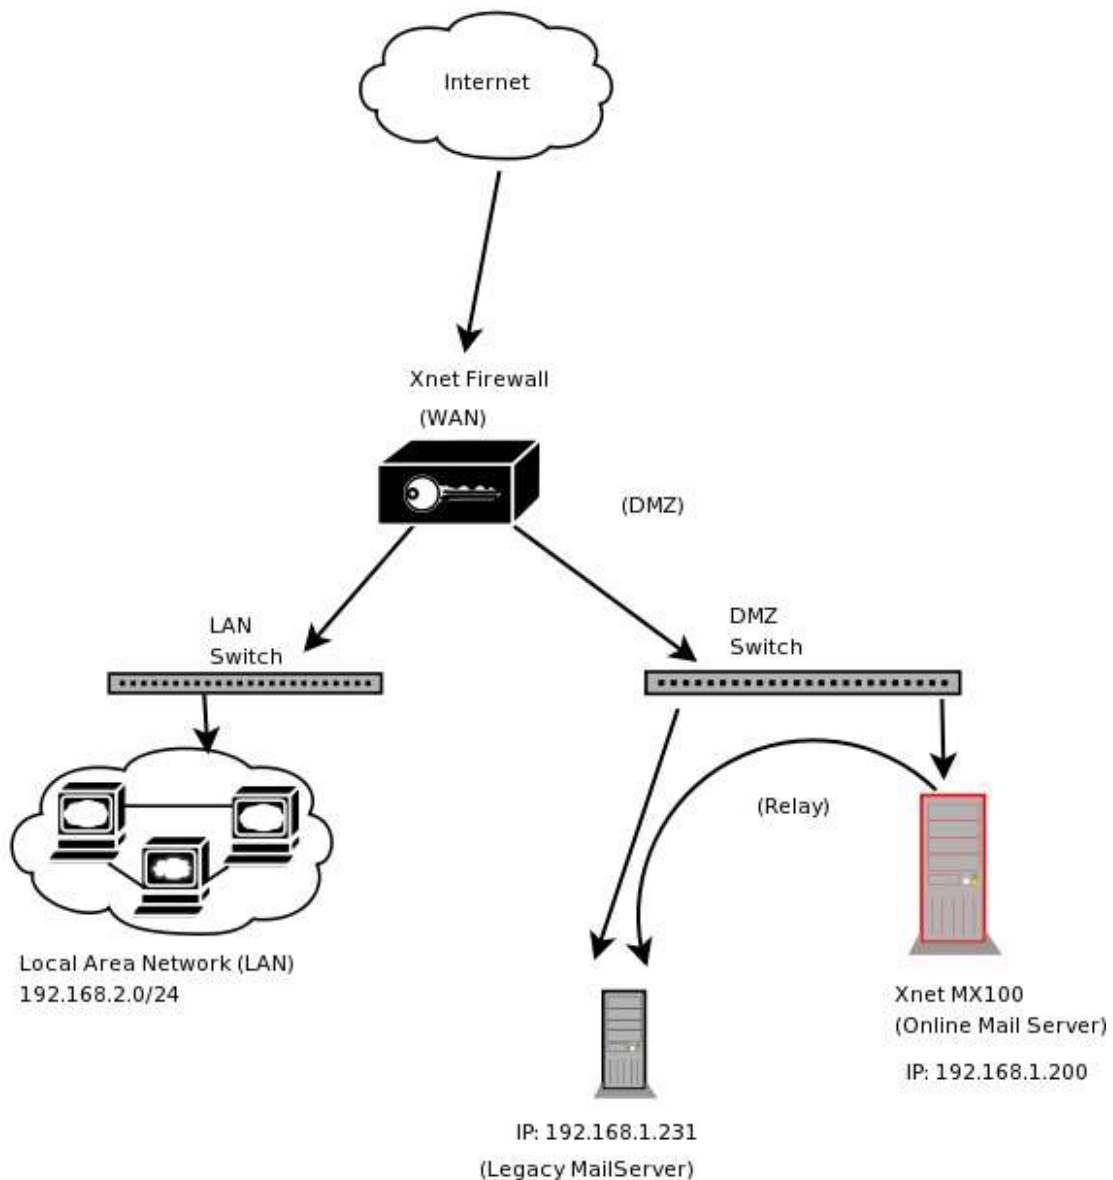 Internet
Xnet Firewall
(WAN)
(DMZ)
LAN
Switch
DMZ
Switch
(Relay)
Local Area Network (LAN)
192.168.2.0/24
Xnet MX100
(Online Mail Server)
IP: 192.168.1.200
IP: 192.168.1.231
(Legacy MailServer)